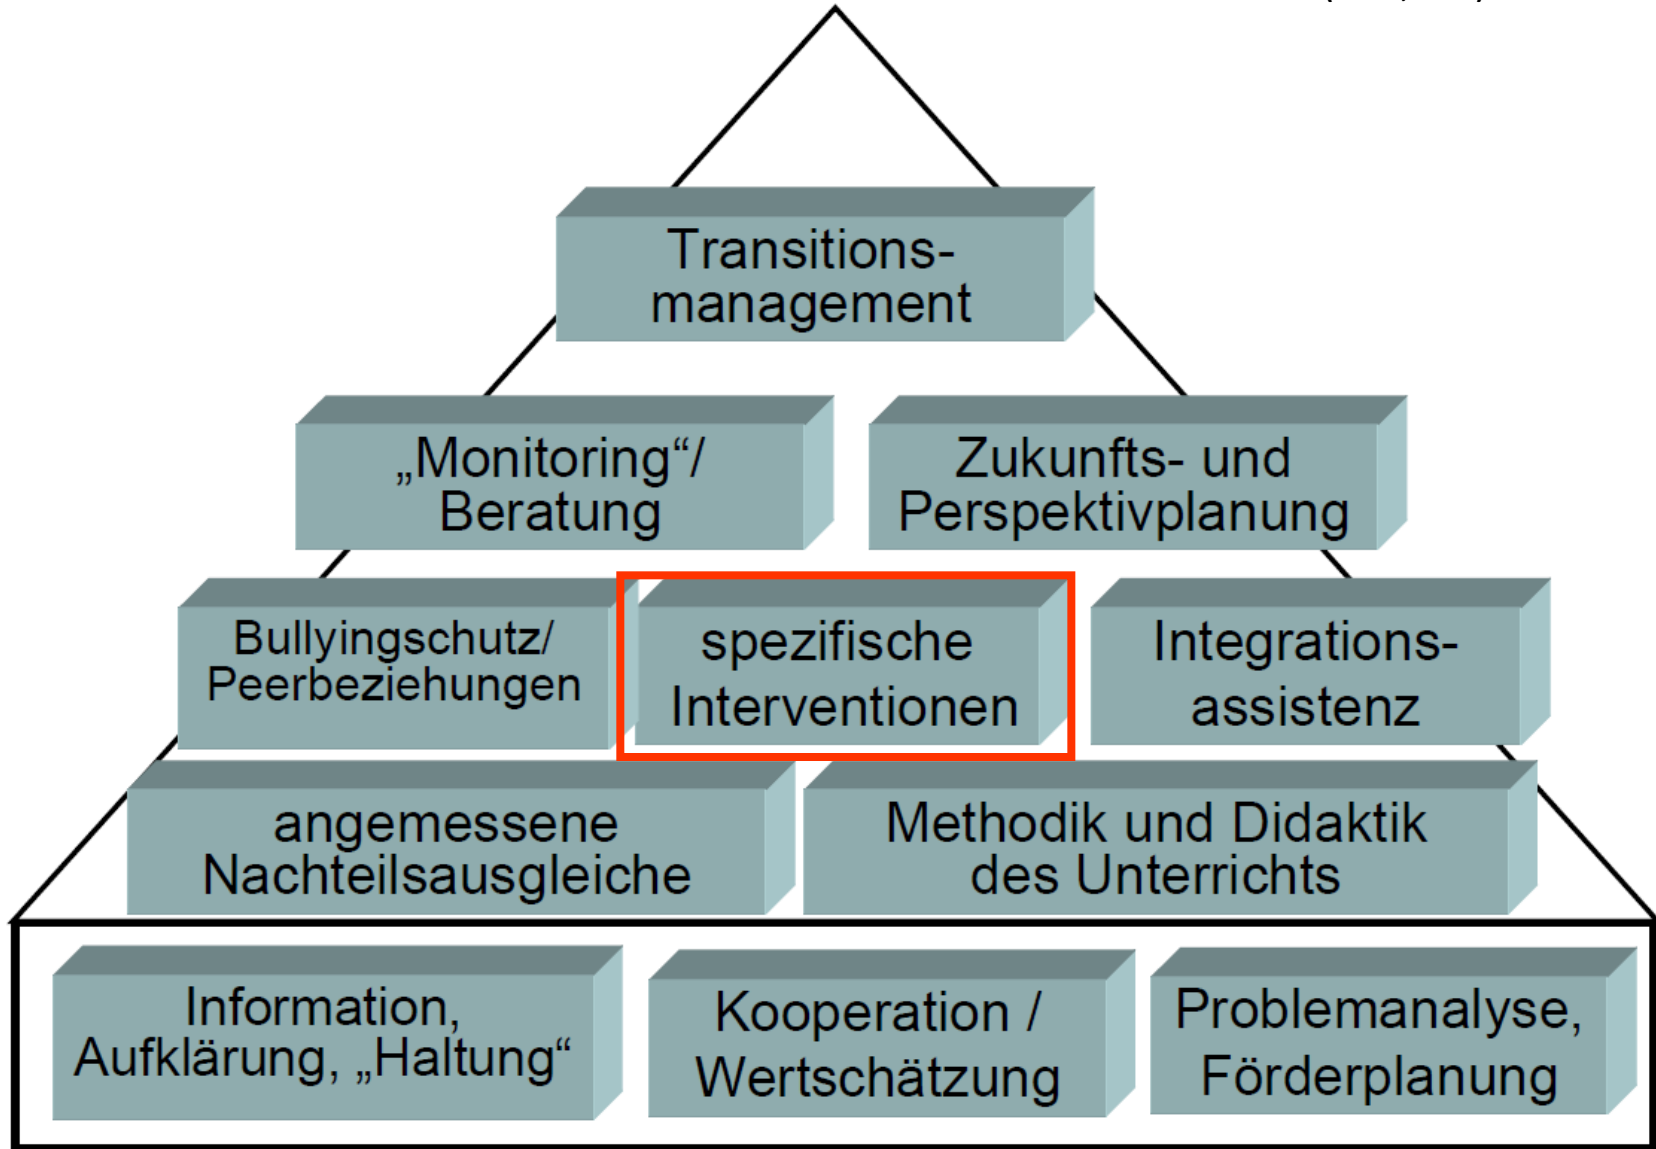 Transitions-
management
„Monitoring“/
Beratung
Zukunfts- und
Perspektivplanung
Bullyingschutz/
Peerbeziehungen
spezifische
Interventionen
Integrations-
assistenz
angemessene
Nachteilsausgleiche
Methodik und Didaktik
des Unterrichts
Information,
Aufklärung, „Haltung“
Kooperation /
Wertschätzung
Problemanalyse,
Förderplanung